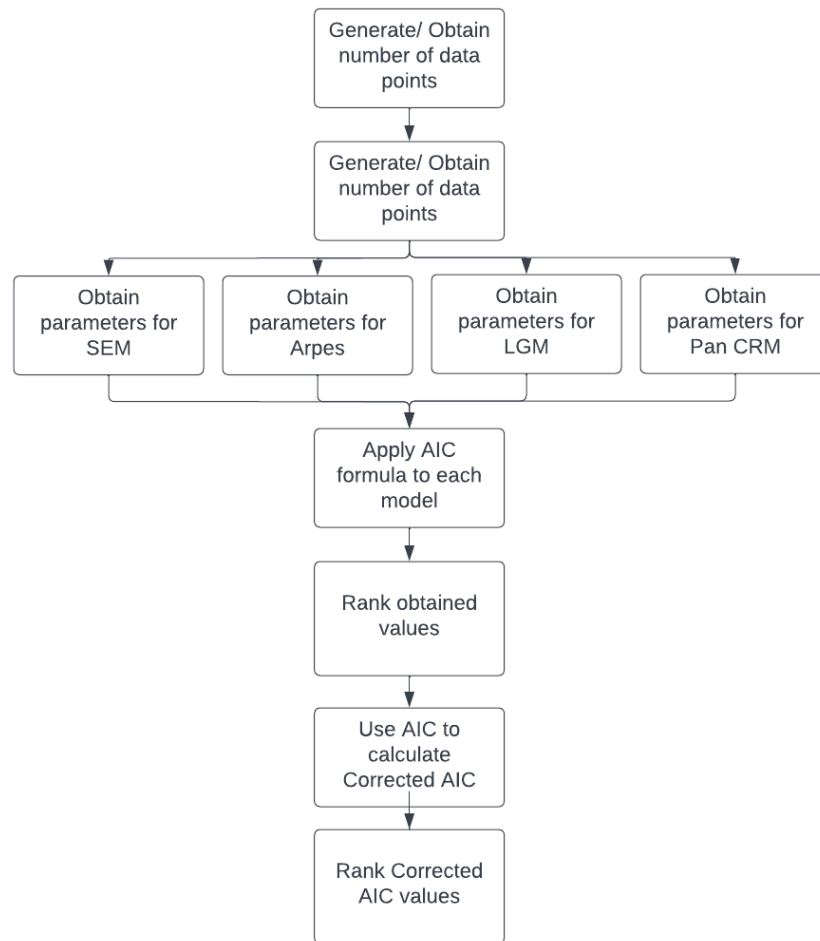 Generate/ Obtain
number of data
points
Generate/ Obtain
number of data
points
Obtain
parameters for
SEM
Obtain
parameters for
Arpes
Obtain
parameters for
LGM
Obtain
parameters for
Pan CRM
Apply AIC
formula to each
model
Rank obtained
values
Use AIC to
calculate
Corrected AIC
Rank Corrected
AIC values